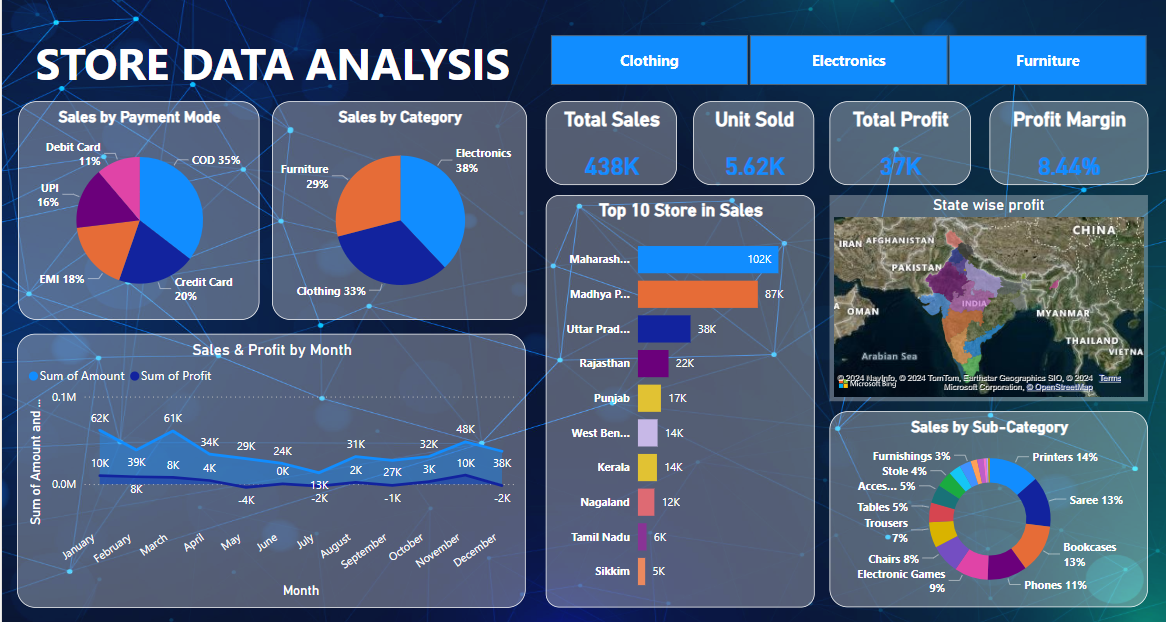 STORE DATA ANALYSIS
Clothing
Electronics
Furniture
Sales by Payment Mode
Debit Card
11%
COD 35%
UPI
16%
EMI 18%
Credit Card
20%
Sales by Category
Electronics
38%
Furniture
29%
Clothing 33%
Total Sales
438K
Unit Sold
5.62K
Total Profit
37K
Profit Margin
8.44%
Sales & Profit by Month
Sum of Amount
Sum of Profit
Sum of Amount and ...
0.1M
0.0M
62K
39K
61K
34K
29K
24K
13K
31K
27K
32K
48K
38K
10K
8K
8K
4K
-4K
0K
-2K
2K
-1K
3K
10K
-2K
January
February
March
April
May
June
July
August
September
October
November
December
Month
Top 10 Store in Sales
Maharash... 102K
Madhya P... 87K
Uttar Prad... 38K
Rajasthan 22K
Punjab 17K
West Ben... 14K
Kerala 14K
Nagaland 12K
Tamil Nadu 6K
Sikkim 5K
State wise profit
CHINA
IRAN
AFGHANISTAN
PAKISTAN
OMAN
INDIA
MYANMAR
THAILAND
VIETNA
Arabian Sea
© 2024 NavInfo, © 2024 TomTom, Earthstar Geographics SIO, © 2024 Terms
Microsoft Bing
Microsoft Corporation, © OpenStreetMap
Sales by Sub-Category
Furnishings 3%
Printers 14%
Stole 4%
Acces... 5%
Saree 13%
Tables 5%
Trousers
7%
Bookcases
13%
Chairs 8%
Electronic Games
9%
Phones 11%